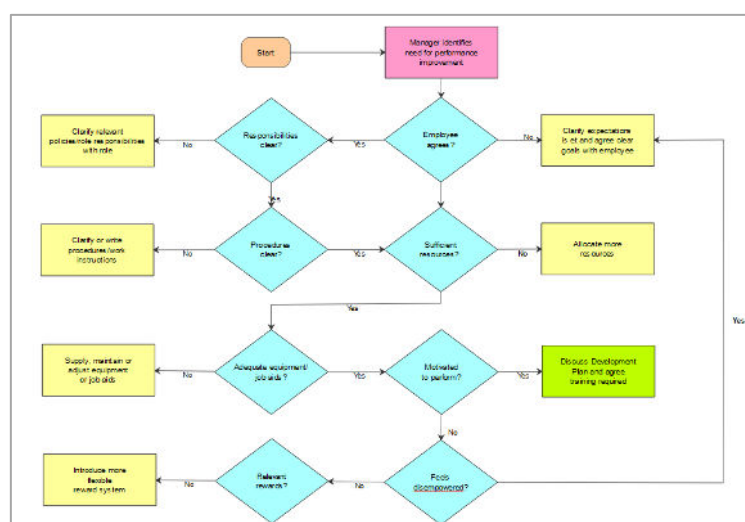 Start
Manager identifies
need for performance
improvement
Clarify relevant
policies/role responsibilities
with role
No
Responsibilities
clear?
Yes
Employee
agrees?
No
Clarify expectations
is et and agree clear
goals with employee
Yes
Clarify or write
procedures/work
instructions
No
Procedures
clear?
Yes
Sufficient
resources?
No
Allocate more
resources
Yes
Yes
Supply, maintain or
adjust equipment
or job aids
No
Adequate equipment/
job aids?
Yes
Motivated
to perform?
Yes
Discuss Development
Plan and agree
training required
No
Introduce more
flexible
reward system
No
Relevant
rewards?
No
Feels
disempowered?